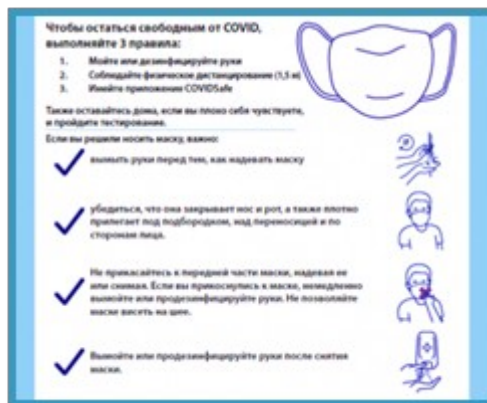 Чтобы остаться свободным от COVID,
выполняйте 3 правила:
1. Мойте или дезинфицируйте руки
2. Соблюдайте физическое дистанцирование (1,5 м)
3. Имейте приложение COVIDSafe
Также оставайтесь дома, если вы плохо себя чувствуете,
и пройдите тестирование.
Если вы решили носить маску, важно:
вымыть руки перед тем, как надевать маску
убедиться, что она закрывает нос и рот, а также плотно
прилегает под подбородком, над переносицей и по
сторонам лица.
Не прикасайтесь к передней части маски, надевая ее
или снимая. Если вы прикоснулись к маске, немедленно
вымойте или продезинфицируйте руки. Не позволяйте
маске висеть на шее.
Вымойте или продезинфицируйте руки после снятия
маски.